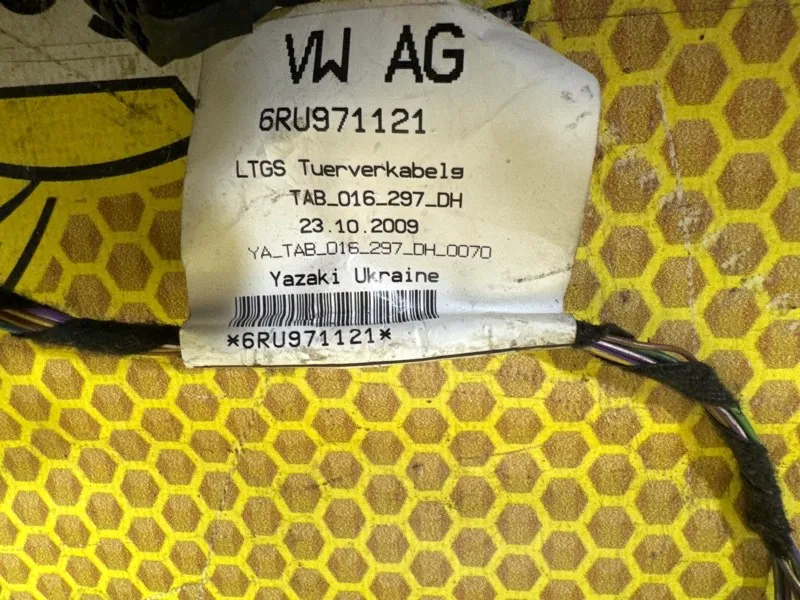 VW AG
6RU971121
LTGS Tuerverkabelg
TAB_016_297_DH
23.10.2009
YA_TAB_016_297_DH_0070
Yazaki Ukraine
*6RU971121*